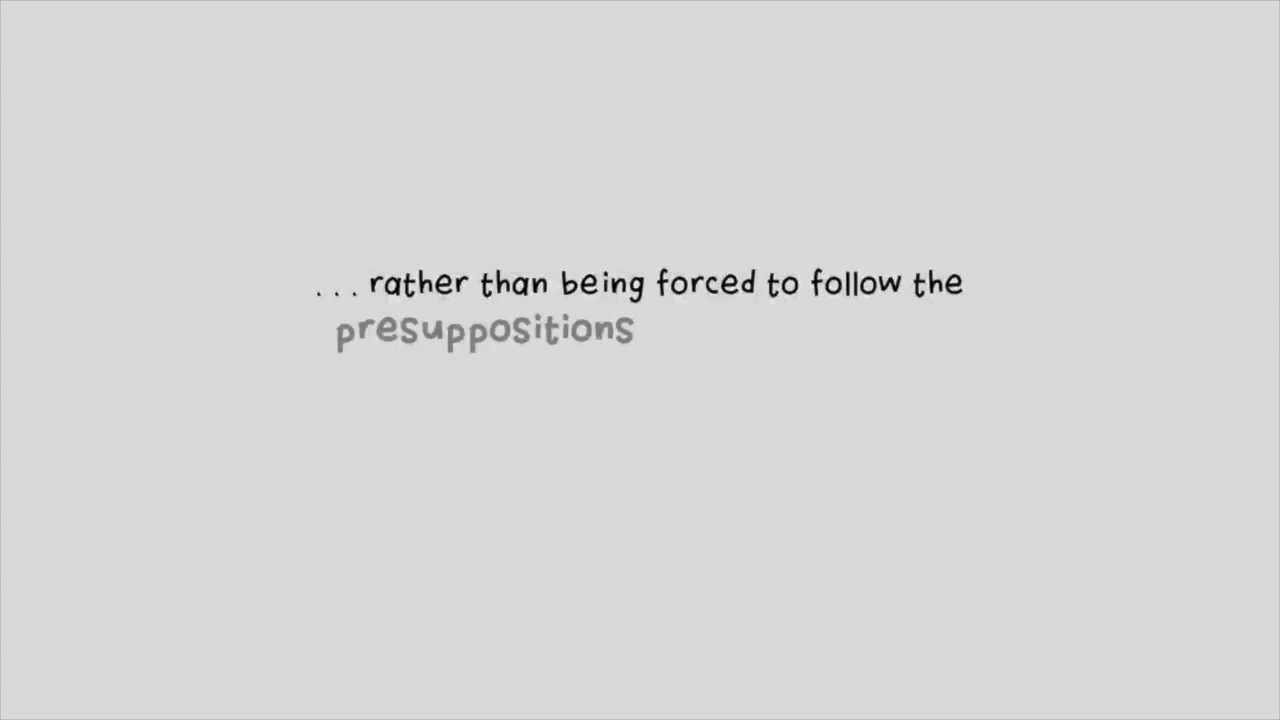 . . . rather than being forced to follow the
presuppositions